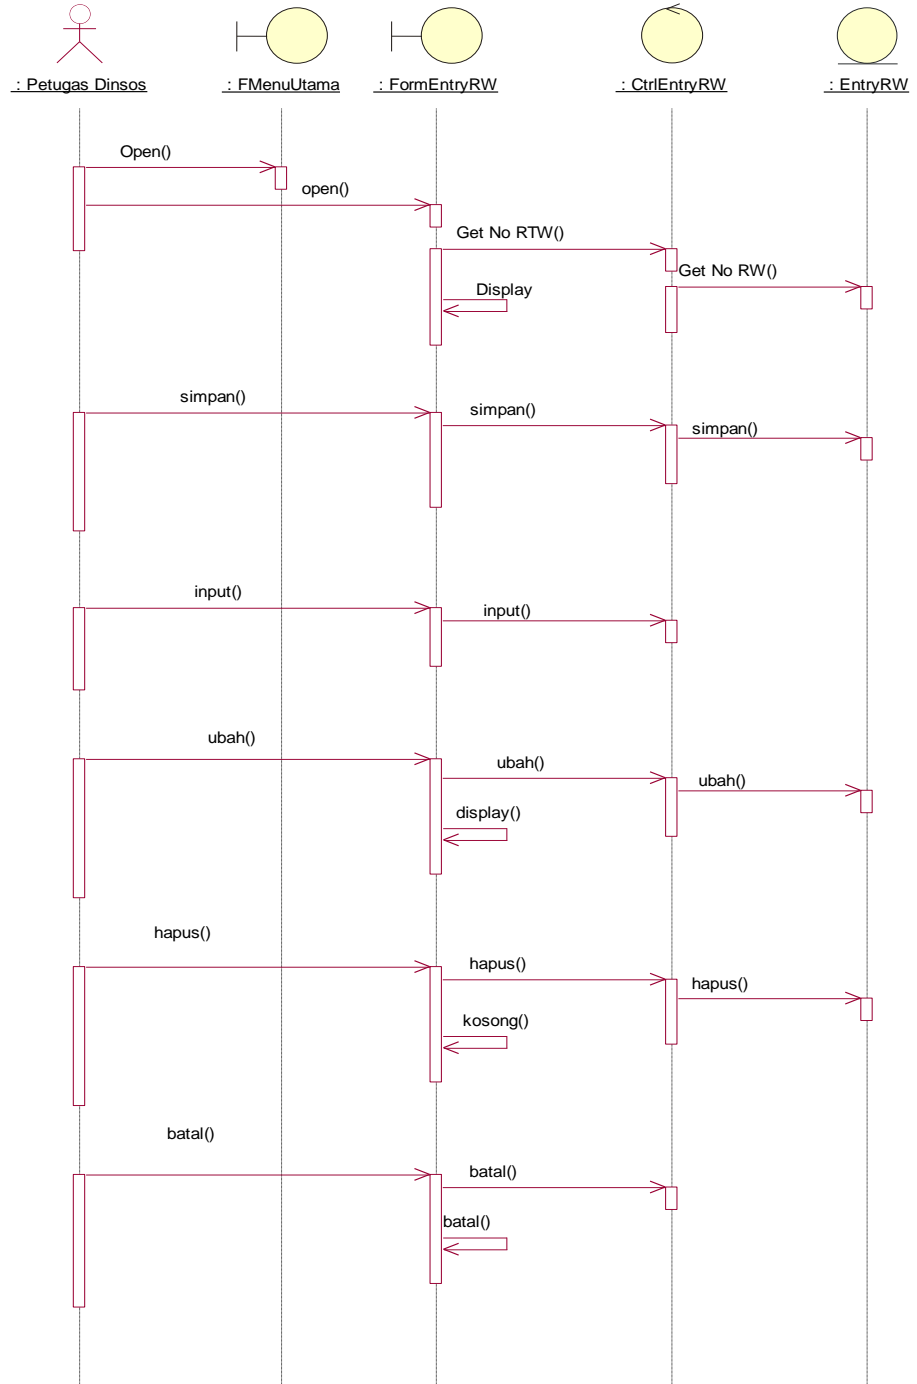 : Petugas Dinsos
: FMenuUtama
: FormEntryRW
: CtrlEntryRW
: EntryRW
Open()
open()
Get No RTW()
Get No RW()
Display
simpan()
simpan()
simpan()
input()
input()
ubah()
ubah()
ubah()
display()
hapus()
hapus()
hapus()
kosong()
batal()
batal()
batal()